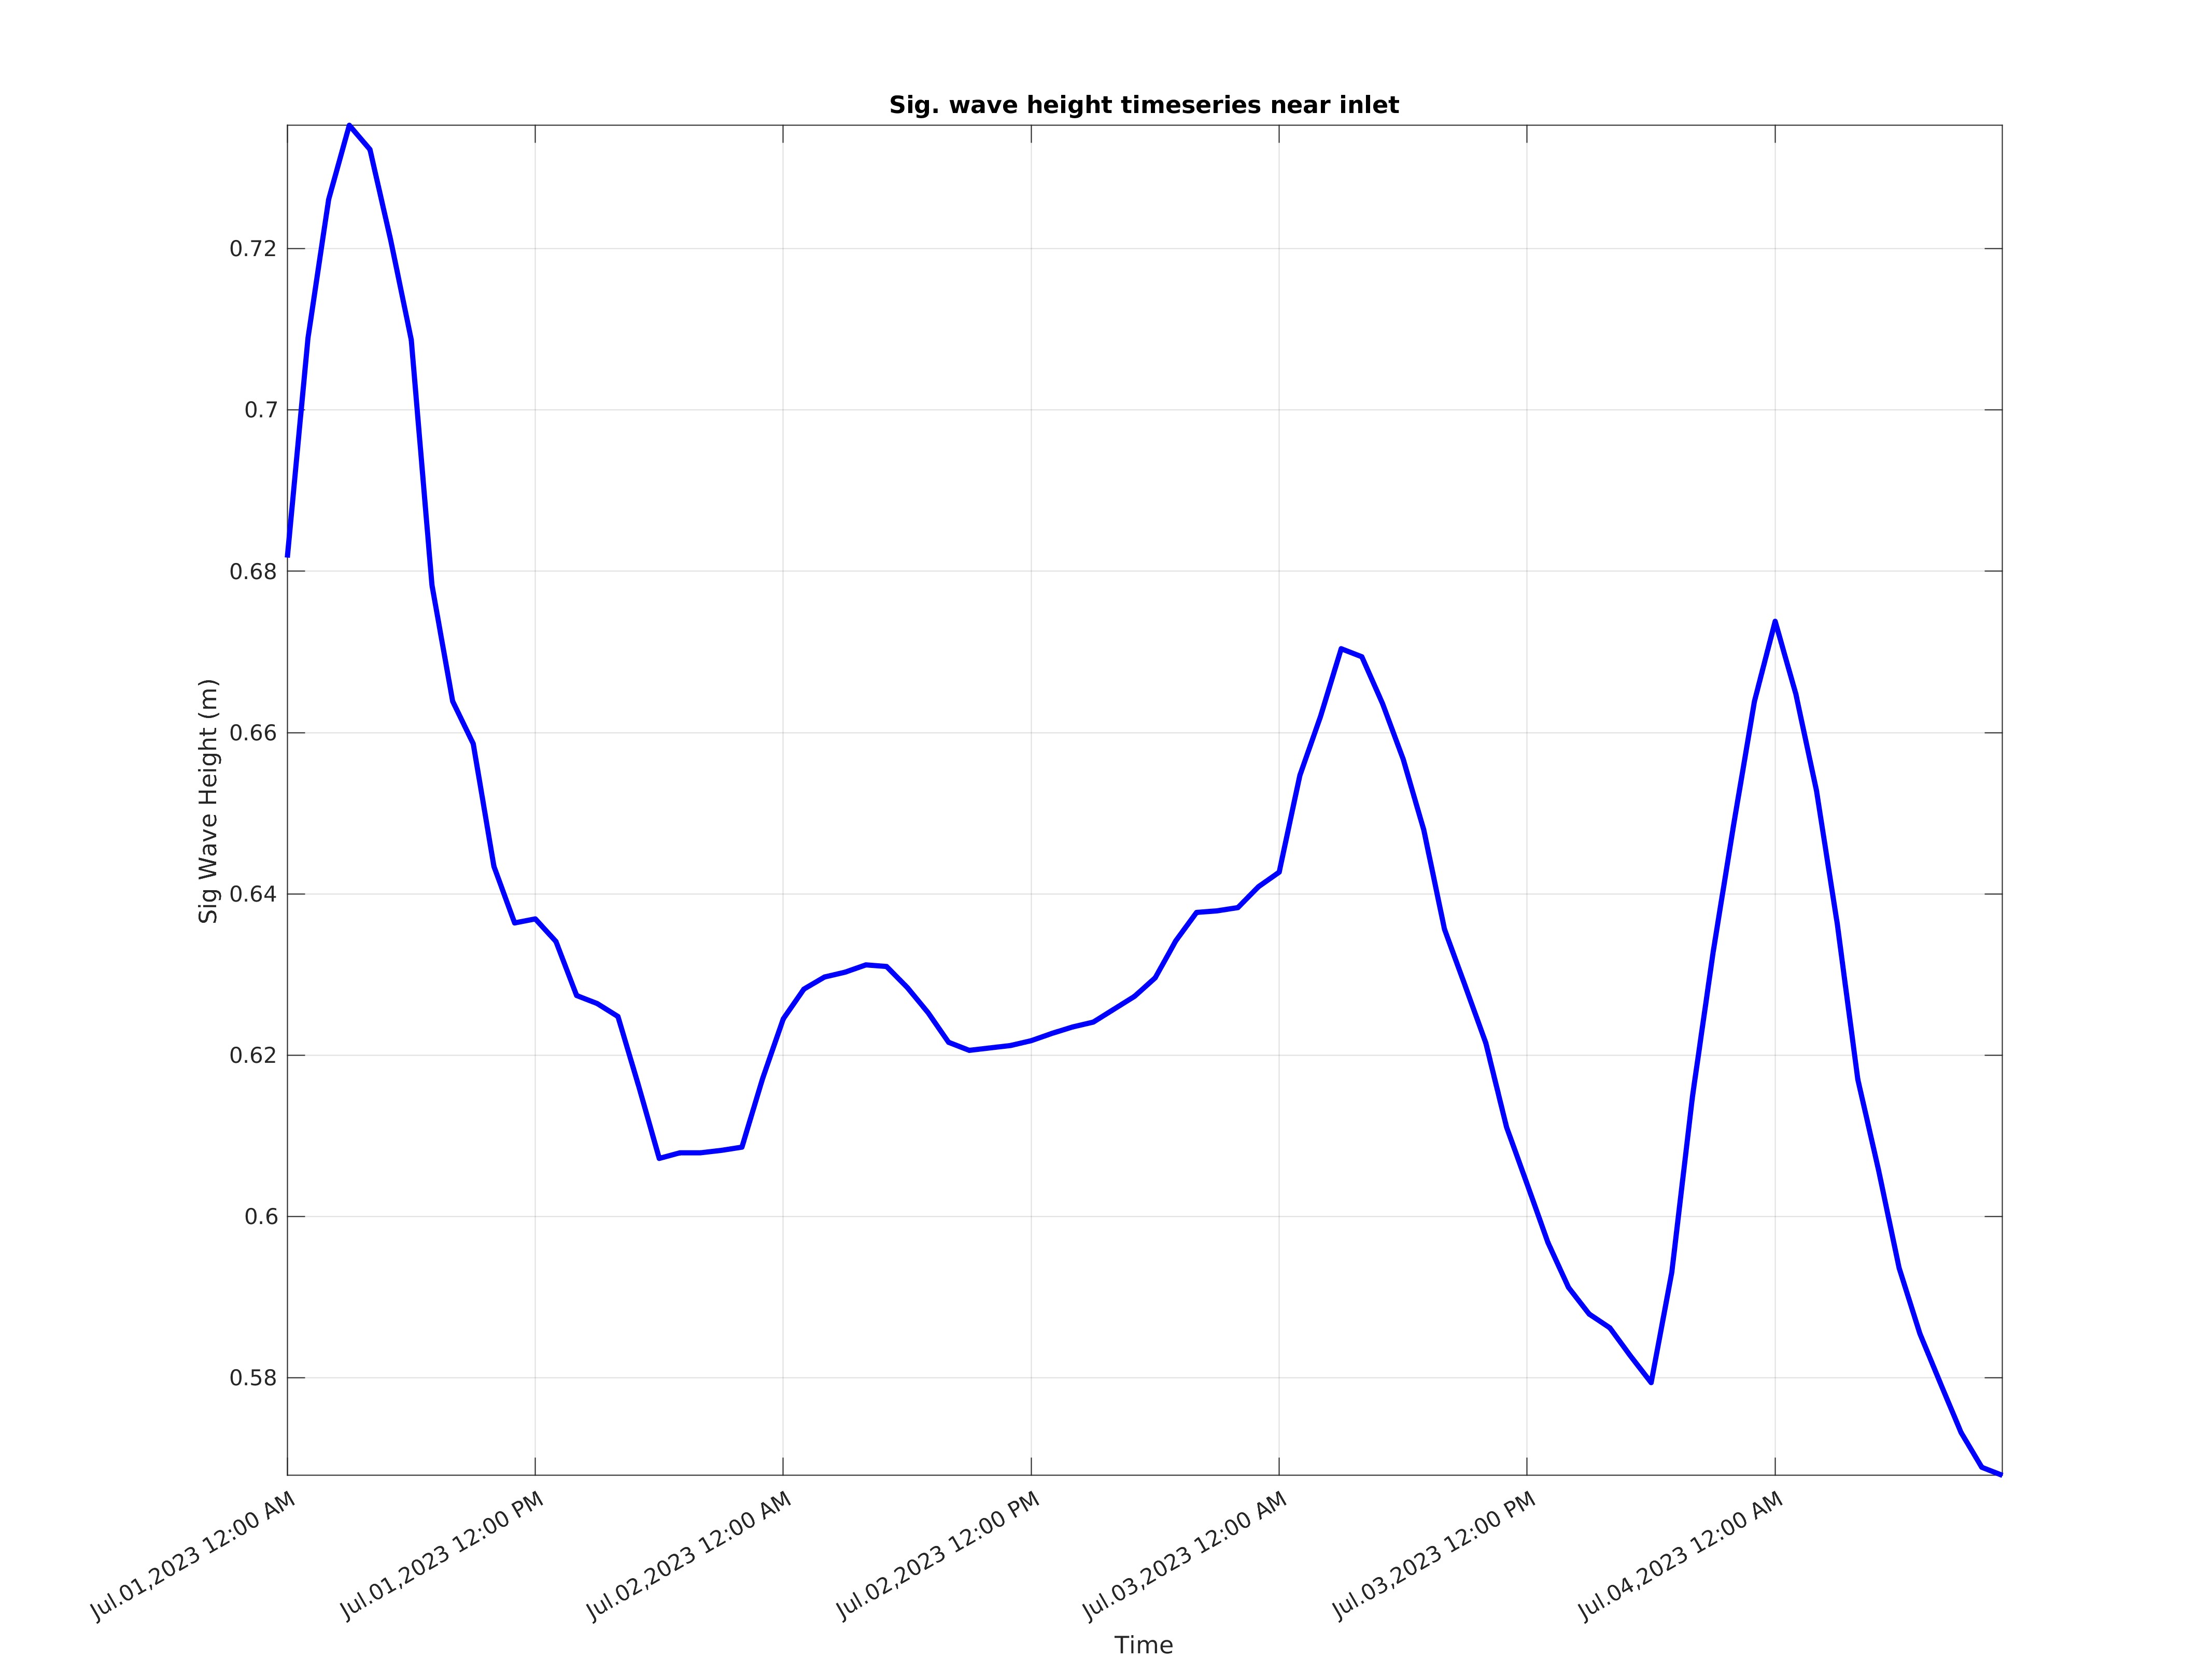 Sig. wave height timeseries near inlet
Sig Wave Height (m)
0.72
0.7
0.68
0.66
0.64
0.62
0.6
0.58
Jul.01,2023 12:00 AM
Jul.01,2023 12:00 PM
Jul.02,2023 12:00 AM
Jul.02,2023 12:00 PM
Jul.03,2023 12:00 AM
Jul.03,2023 12:00 PM
Jul.04,2023 12:00 AM
Time